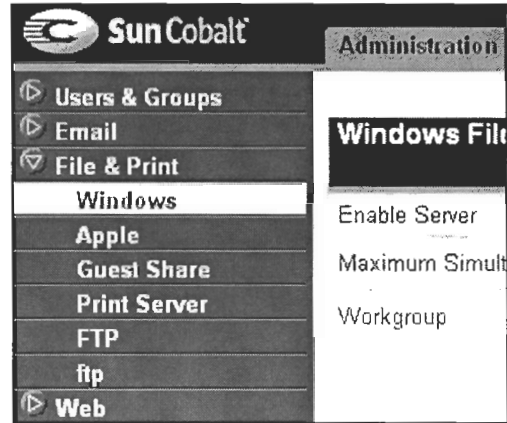 Sun Cobalt
Administration
Users & Groups
Email
File & Print
Windows
Apple
Guest Share
Print Server
FTP
ftp
Web
Windows File
Enable Server
Maximum Simult
Workgroup